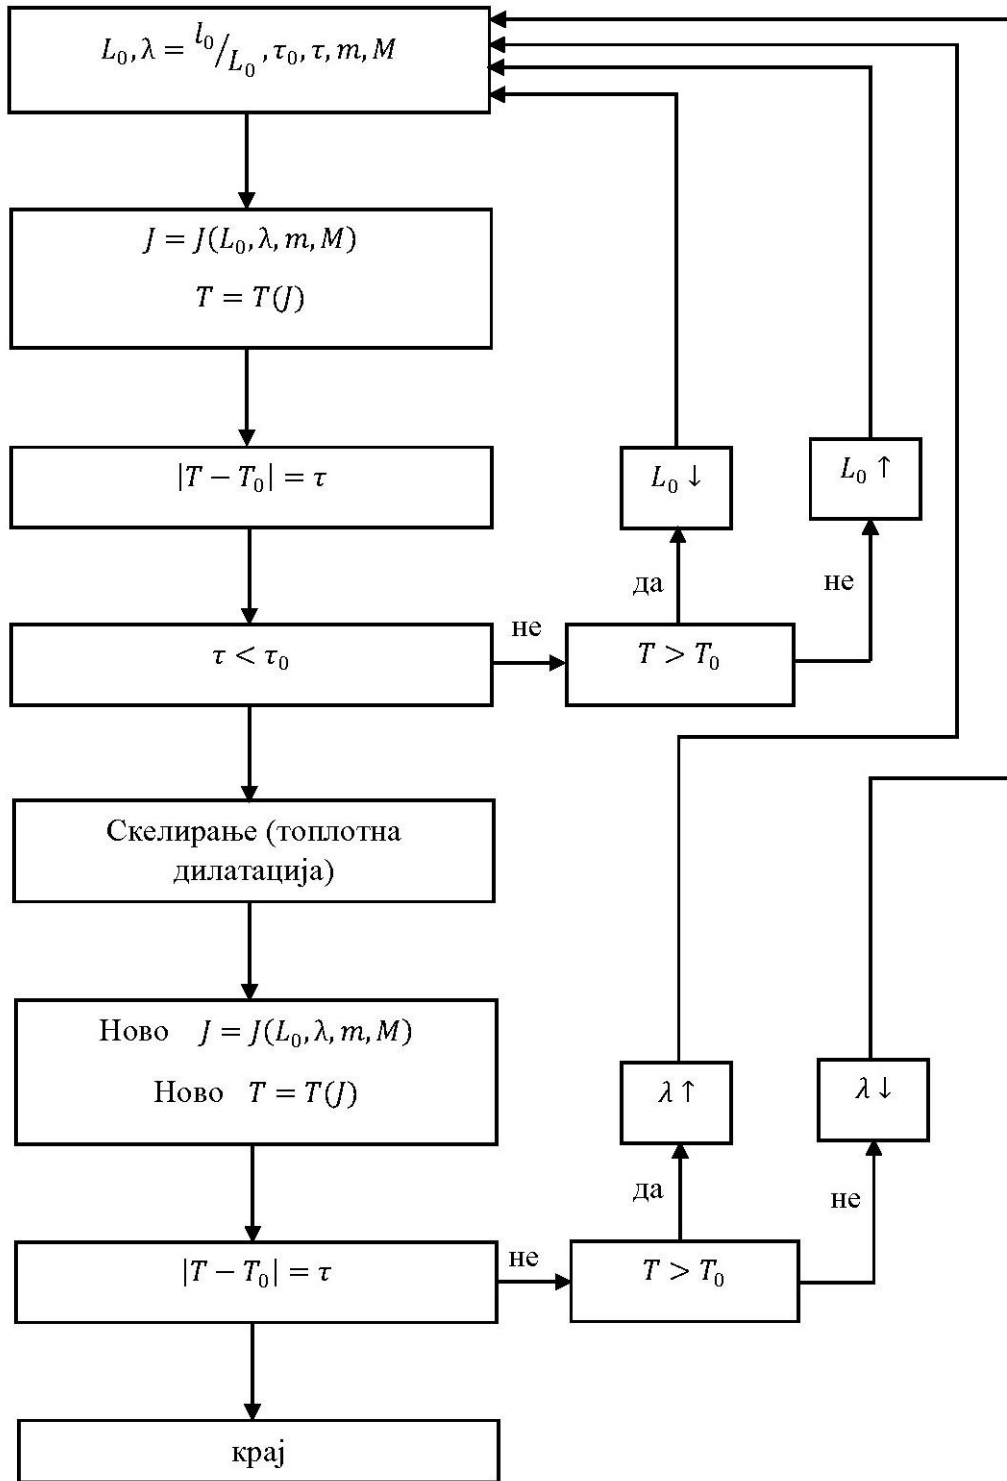 L₀, λ = l₀/L₀, τ₀, τ, m, M
J = J(L₀, λ, m, M)
T = T(J)
|T − T₀| = τ
L₀ ↓
L₀ ↑
да
не
τ < τ₀
не
T > T₀
Скелирање (топлотна
дилатација)
Ново J = J(L₀, λ, m, M)
Ново T = T(J)
λ ↑
λ ↓
да
не
|T − T₀| = τ
не
T > T₀
крај